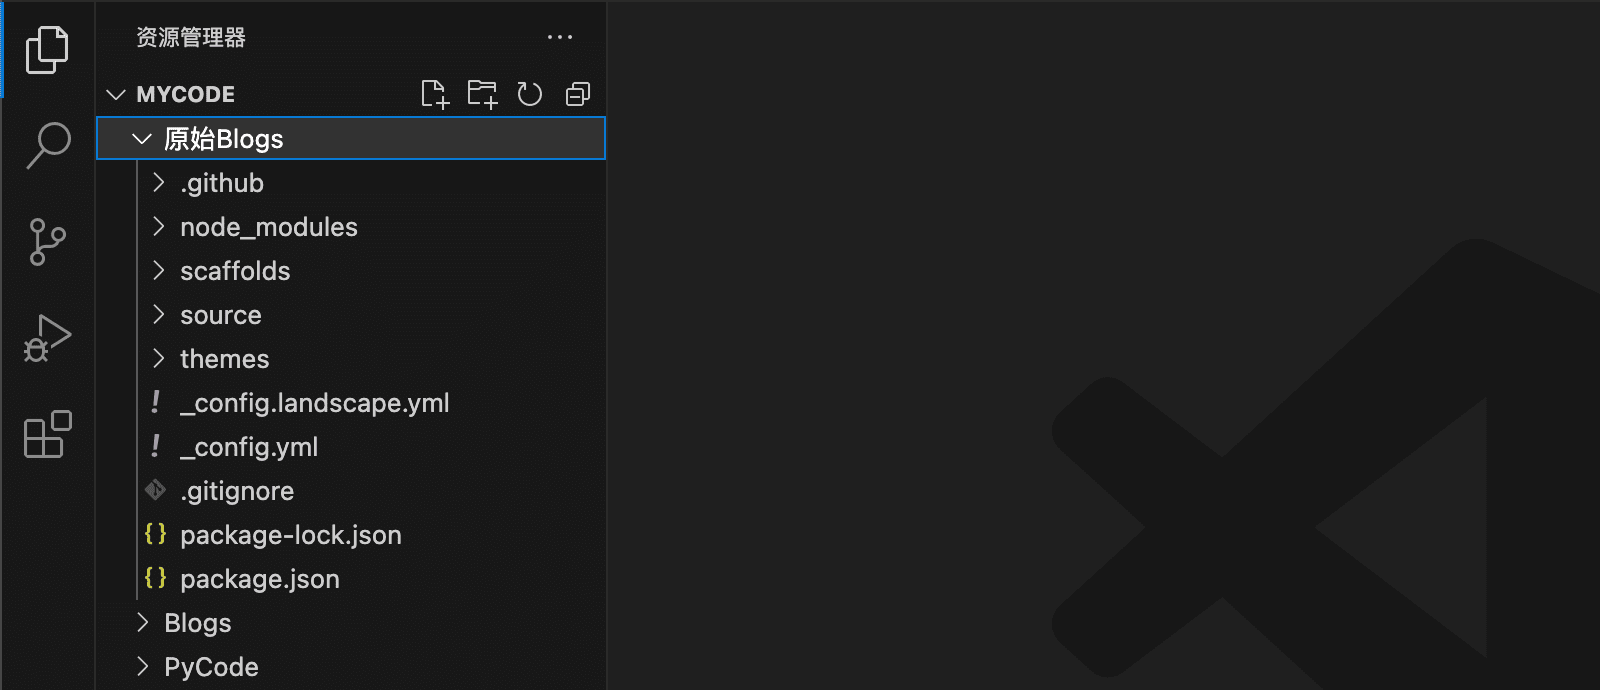 资源管理器
MYCODE
原始Blogs
.github
node_modules
scaffolds
source
themes
_config.landscape.yml
_config.yml
.gitignore
package-lock.json
package.json
Blogs
PyCode